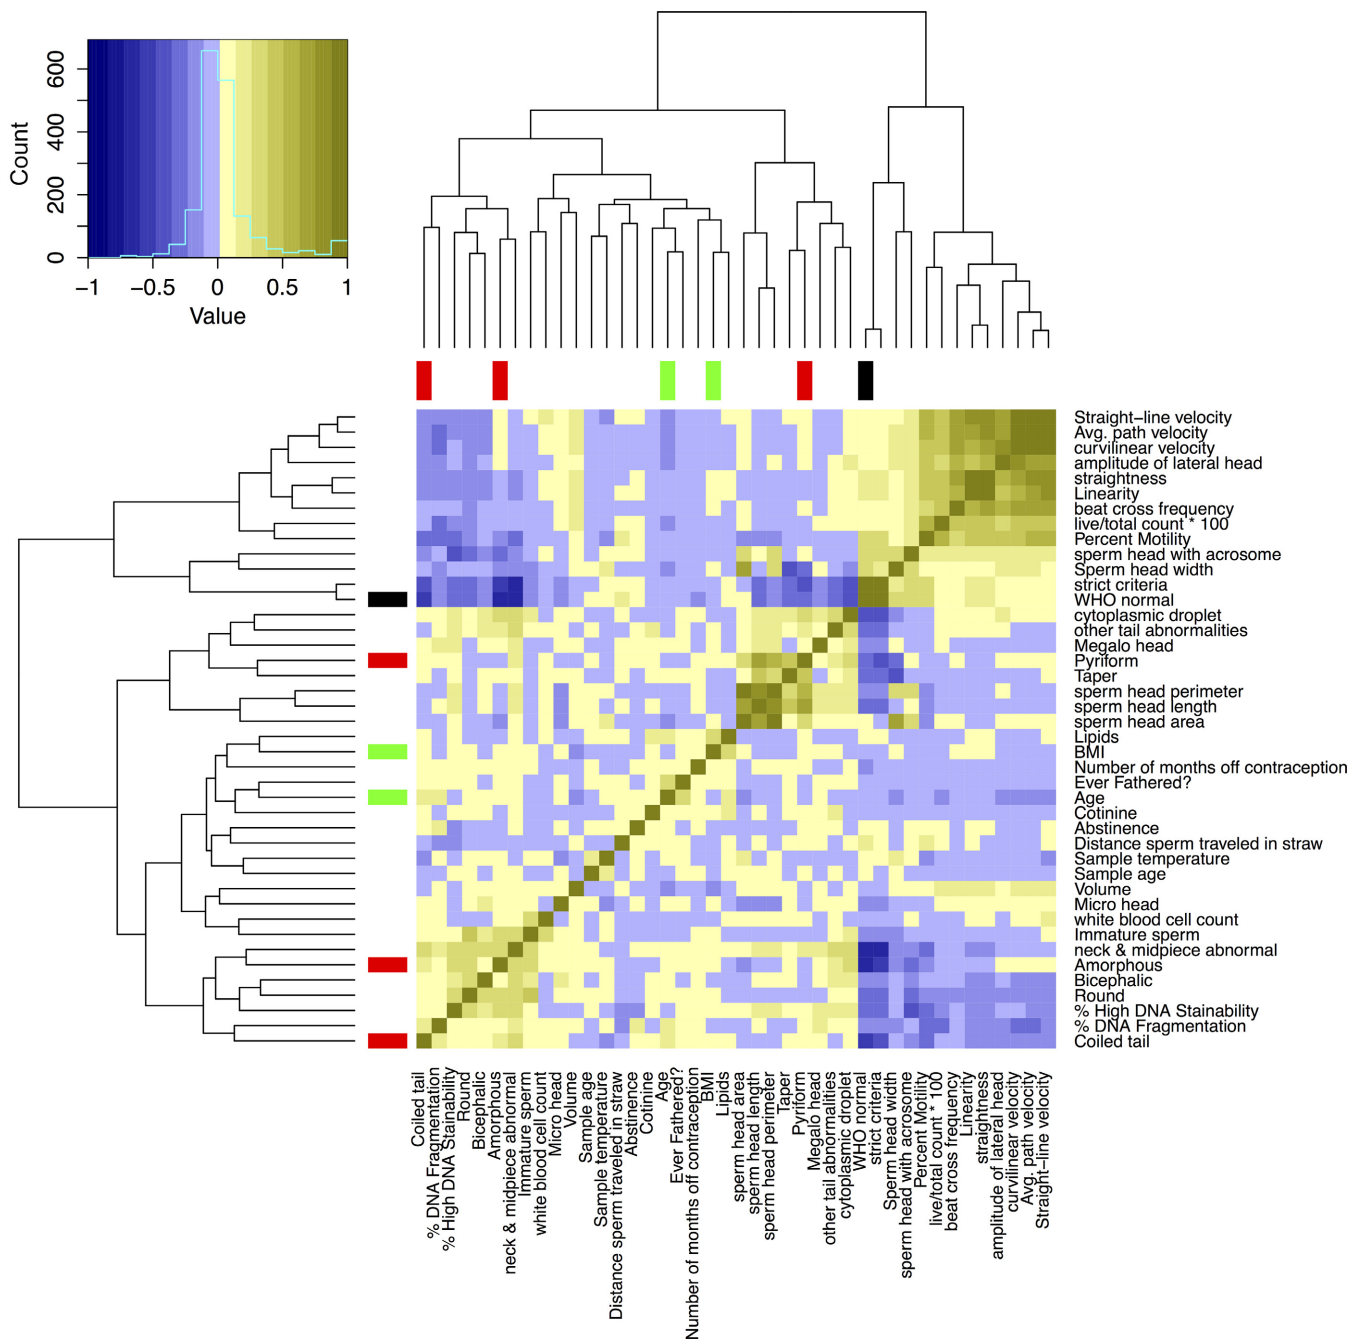 600
400
200
0
Count
−1
−0.5
0
0.5
1
Value
Straight−line velocity
Avg. path velocity
curvilinear velocity
amplitude of lateral head
straightness
Linearity
beat cross frequency
live/total count * 100
Percent Motility
sperm head with acrosome
Sperm head width
strict criteria
WHO normal
cytoplasmic droplet
other tail abnormalities
Megalo head
Pyriform
Taper
sperm head perimeter
sperm head length
sperm head area
Lipids
BMI
Number of months off contraception
Ever Fathered?
Age
Cotinine
Abstinence
Distance sperm traveled in straw
Sample temperature
Sample age
Volume
Micro head
white blood cell count
Immature sperm
neck & midpiece abnormal
Amorphous
Bicephalic
Round
% High DNA Stainability
% DNA Fragmentation
Coiled tail
Coiled tail
% DNA Fragmentation
% High DNA Stainability
Round
Bicephalic
Amorphous
neck & midpiece abnormal
Immature sperm
white blood cell count
Micro head
Volume
Sample age
Sample temperature
Distance sperm traveled in straw
Abstinence
Cotinine
Age
Ever Fathered?
Number of months off contraception
BMI
Lipids
sperm head area
sperm head length
sperm head perimeter
Taper
Pyriform
Megalo head
other tail abnormalities
cytoplasmic droplet
WHO normal
strict criteria
Sperm head width
sperm head with acrosome
Percent Motility
live/total count * 100
beat cross frequency
Linearity
straightness
amplitude of lateral head
curvilinear velocity
Avg. path velocity
Straight−line velocity